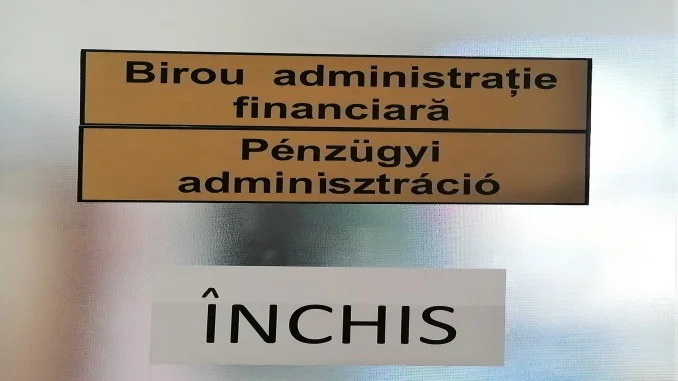 Birou administrație
financiară
Pénzügyi
adminisztráció
ÎNCHIS